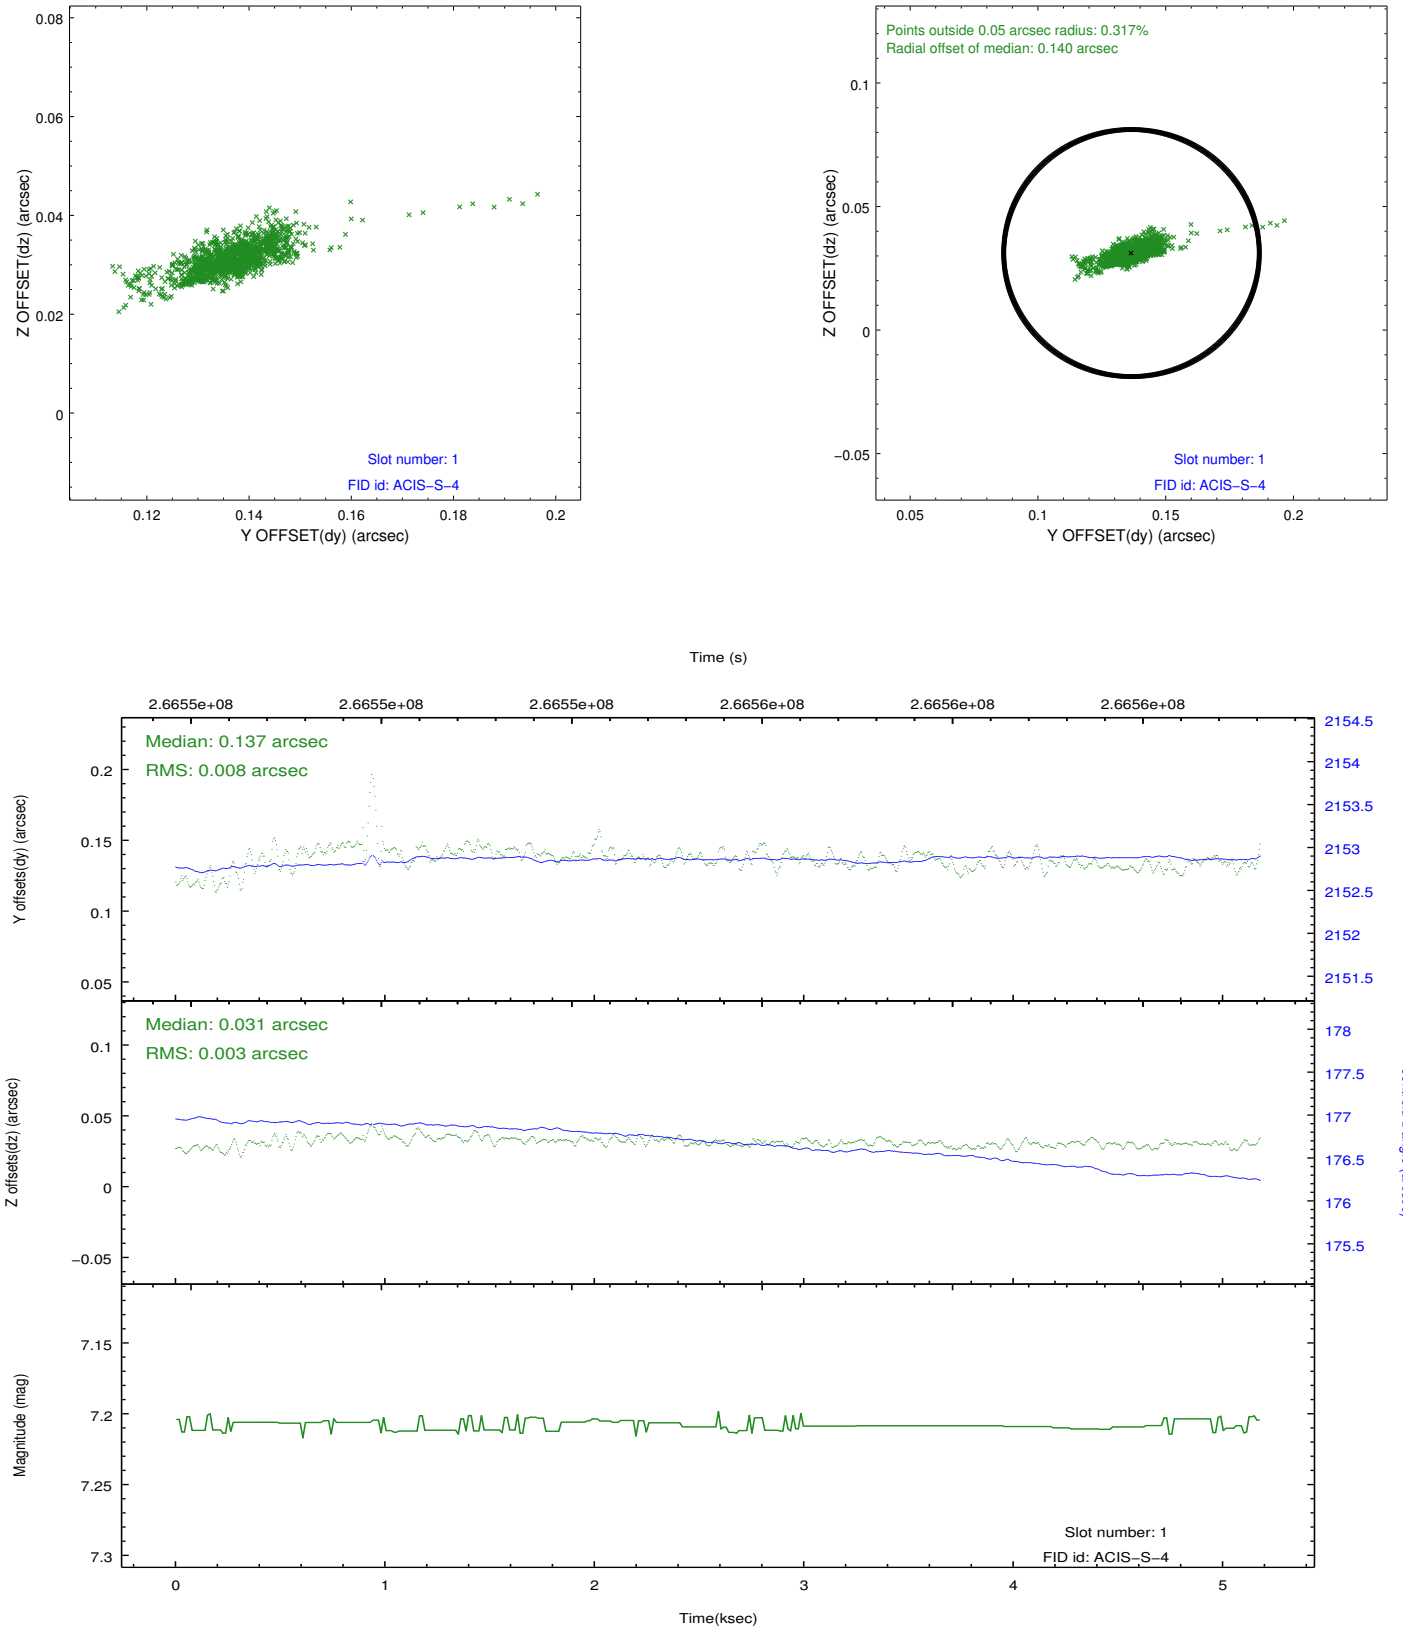 0.08
0.06
0.04
0.02
0
Z OFFSET(dz) (arcsec)
Slot number: 1
FID id: ACIS−S−4
0.12 0.14 0.16 0.18 0.2
Y OFFSET(dy) (arcsec)
Points outside 0.05 arcsec radius: 0.317%
Radial offset of median: 0.140 arcsec
0.1
0.05
0
−0.05
Z OFFSET(dz) (arcsec)
Slot number: 1
FID id: ACIS−S−4
0.05 0.1 0.15 0.2
Y OFFSET(dy) (arcsec)
Time (s)
2.6655e+08 2.6655e+08 2.6655e+08 2.6656e+08 2.6656e+08 2.6656e+08
Median: 0.137 arcsec
RMS: 0.008 arcsec
0.2
0.15
0.1
0.05
Y offsets(dy) (arcsec)
2154.5
2154
2153.5
2153
2152.5
2152
2151.5
Median: 0.031 arcsec
RMS: 0.003 arcsec
0.1
0.05
0
−0.05
Z offsets(dz) (arcsec)
178
177.5
177
176.5
176
175.5
7.15
7.2
7.25
7.3
Magnitude (mag)
Slot number: 1
FID id: ACIS−S−4
0 1 2 3 4 5
Time(ksec)